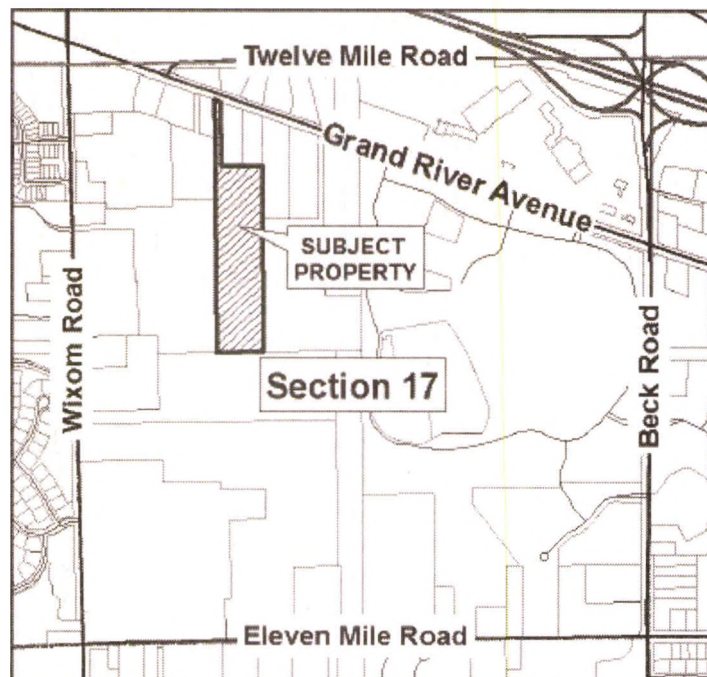 Twelve Mile Road
Grand River Avenue
SUBJECT
PROPERTY
Wixom Road
Section 17
Beck Road
Eleven Mile Road